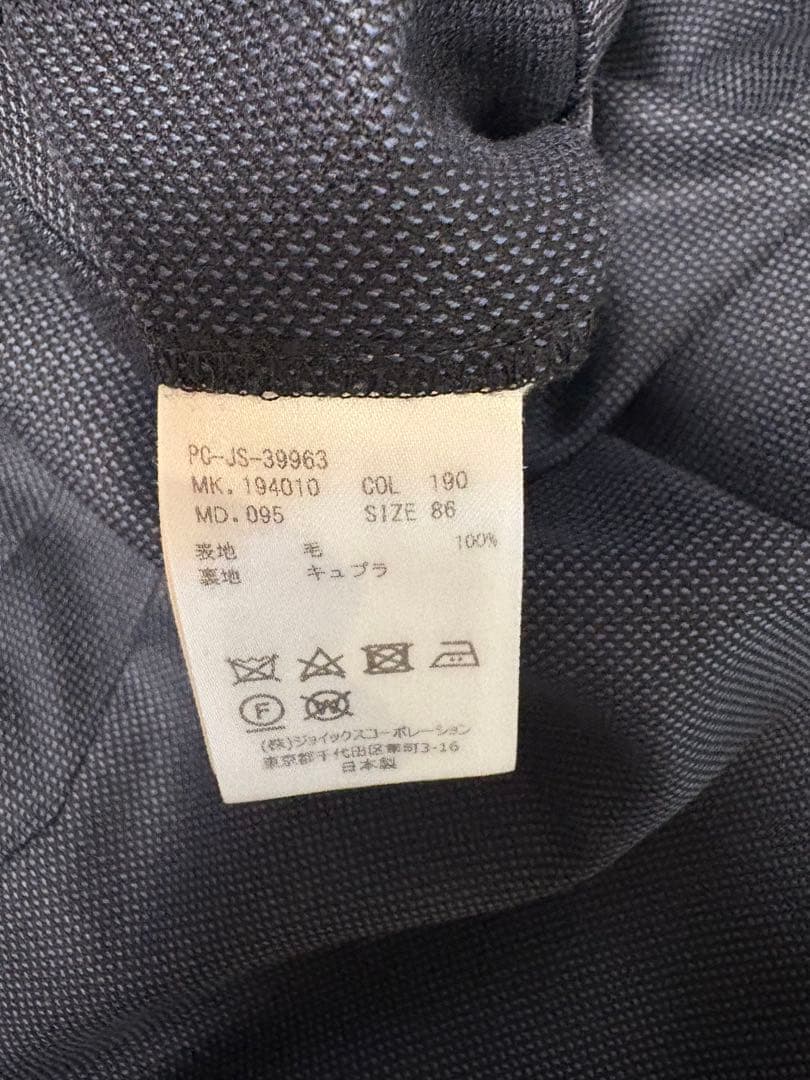 PC-JS-39963
MK.194010 COL 190
MD.095 SIZE 86
表地 毛 100%
裏地 キュプラ
F
W
(株)ジョイックスコーポレーション
東京都千代田区 町3-16
日本製